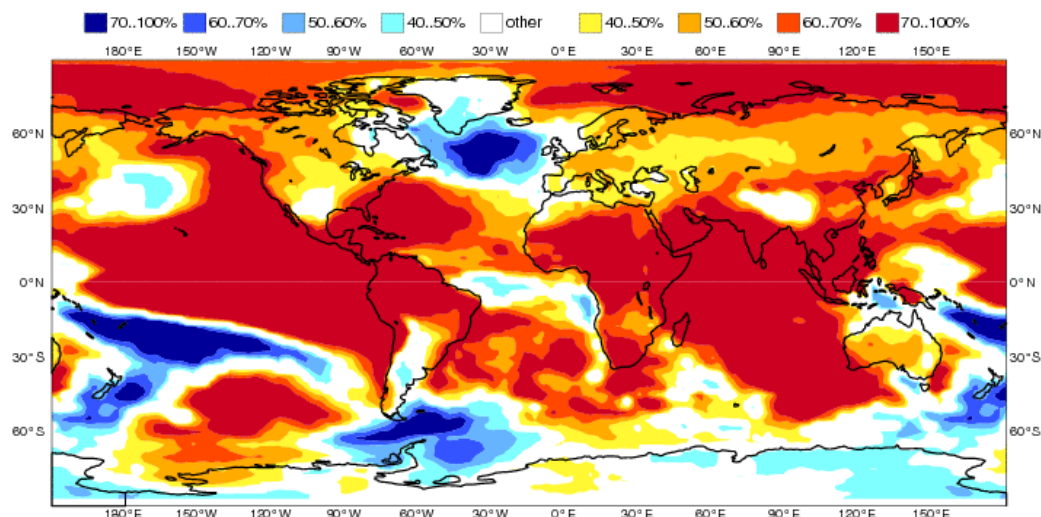 70..100% 60..70% 50..60% 40..50% other 40..50% 50..60% 60..70% 70..100%
180°E 150°W 120°W 90°W 60°W 30°W 0°E 30°E 60°E 90°E 120°E 150°E
60°N 60°N
30°N 30°N
0°N 0°N
30°S 30°S
60°S 60°S
180°E 150°W 120°W 90°W 60°W 30°W 0°E 30°E 60°E 90°E 120°E 150°E